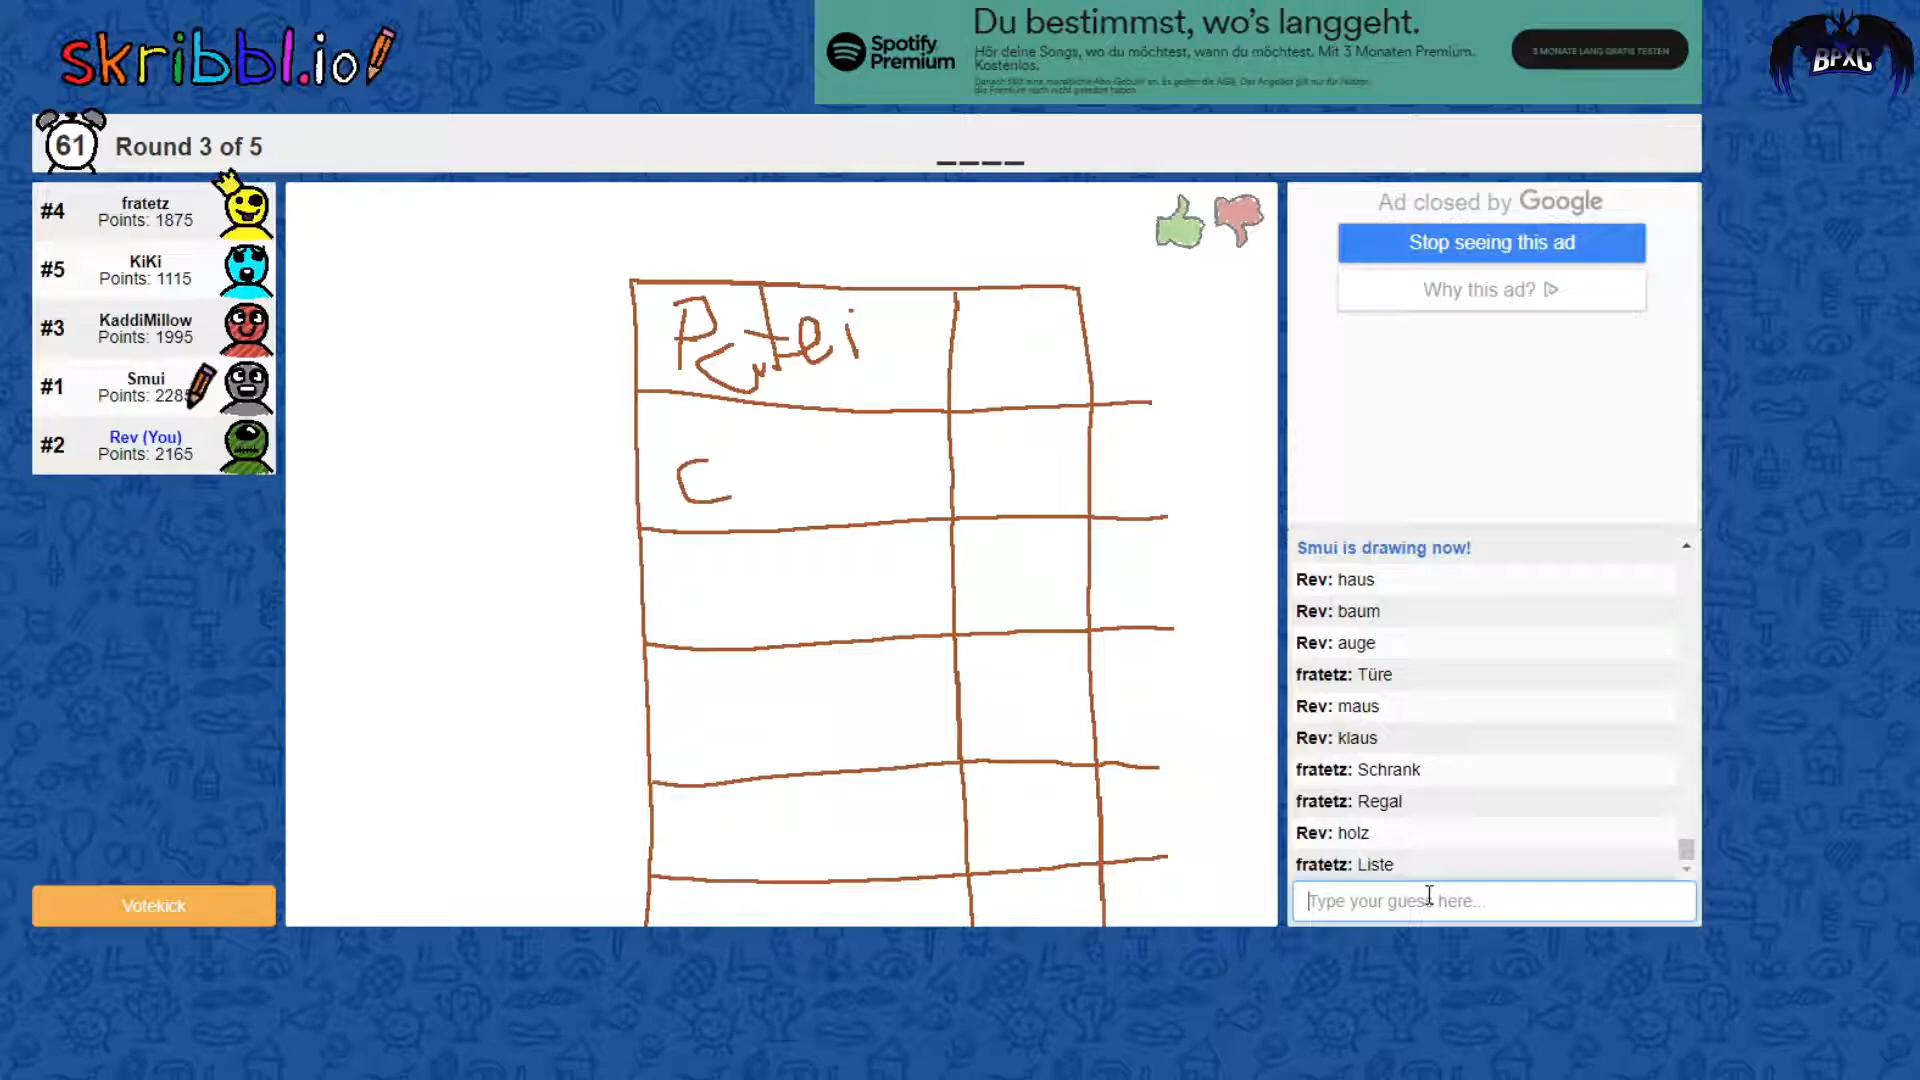 skribbl.io
Spotify Premium
Du bestimmst, wo's langgeht.
Hör deine Songs, wo du möchtest, wann du möchtest. Mit 3 Monaten Premium.
Kostenlos.
3 MONATE LANG GRATIS TESTEN
BPXC
61
Round 3 of 5
____
#4 fratetz
Points: 1875
#5 KiKi
Points: 1115
#3 KaddiMillow
Points: 1995
#1 Smui
Points: 2285
#2 Rev (You)
Points: 2165
Votekick
C
Ad closed by Google
Stop seeing this ad
Why this ad?
Smui is drawing now!
Rev: haus
Rev: baum
Rev: auge
fratetz: Türe
Rev: maus
Rev: klaus
fratetz: Schrank
fratetz: Regal
Rev: holz
fratetz: Liste
Type your guess here...